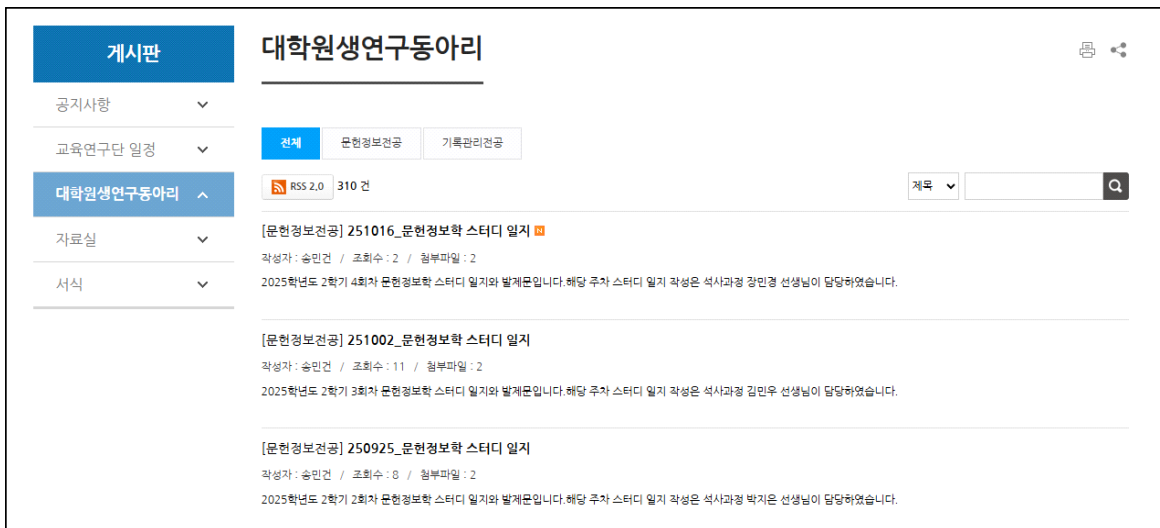 게시판
공지사항
교육연구단 일정
대학원생연구동아리
자료실
서식
대학원생연구동아리
전체 문헌정보전공 기록관리전공
RSS 2.0 310 건
제목
[문헌정보전공] 251016_문헌정보학 스터디 일지 N
작성자 : 송민건 / 조회수 : 2 / 첨부파일 : 2
2025학년도 2학기 4회차 문헌정보학 스터디 일지와 발제문입니다.해당 주차 스터디 일지 작성은 석사과정 장민경 선생님이 담당하였습니다.
[문헌정보전공] 251002_문헌정보학 스터디 일지
작성자 : 송민건 / 조회수 : 11 / 첨부파일 : 2
2025학년도 2학기 3회차 문헌정보학 스터디 일지와 발제문입니다.해당 주차 스터디 일지 작성은 석사과정 김민우 선생님이 담당하였습니다.
[문헌정보전공] 250925_문헌정보학 스터디 일지
작성자 : 송민건 / 조회수 : 8 / 첨부파일 : 2
2025학년도 2학기 2회차 문헌정보학 스터디 일지와 발제문입니다.해당 주차 스터디 일지 작성은 석사과정 박지은 선생님이 담당하였습니다.